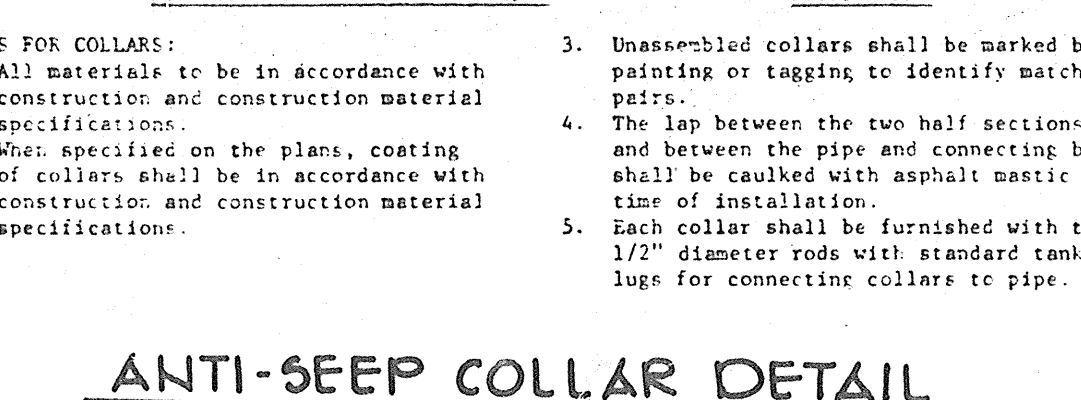 S FOR COLLARS:
All materials to be in accordance with
construction and construction material
specifications.
When specified on the plans, coating
of collars shall be in accordance with
construction and construction material
specifications.
3. Unassembled collars shall be marked b
painting or tagging to identify match
pairs.
4. The lap between the two half sections
and between the pipe and connecting b
shall be caulked with asphalt mastic
time of installation.
5. Each collar shall be furnished with t
1/2" diameter rods with standard tank
lugs for connecting collars to pipe.
ANTI-SEEP COLLAR DETAIL